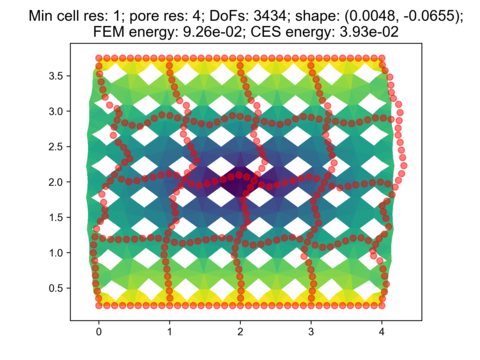 Min cell res: 1; pore res: 4; DoFs: 3434; shape: (0.0048, -0.0655);
FEM energy: 9.26e-02; CES energy: 3.93e-02
3.5
3.0
2.5
2.0
1.5
1.0
0.5
0 1 2 3 4